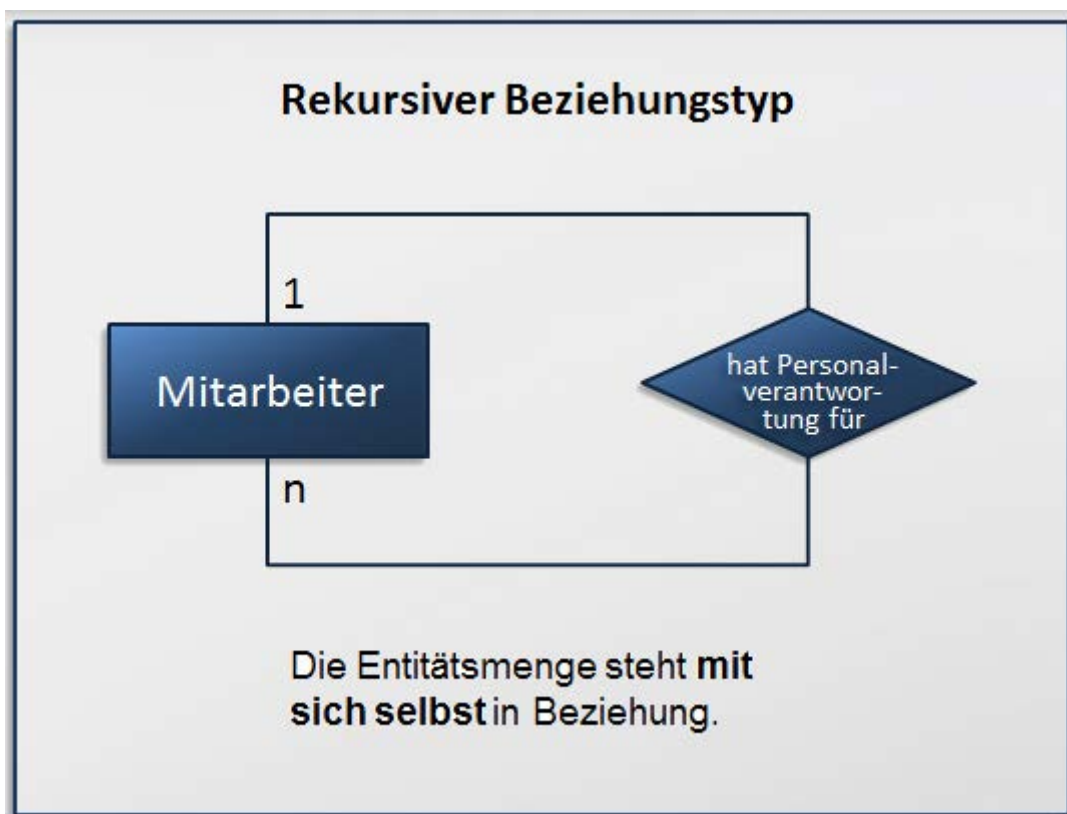 Rekursiver Beziehungstyp
1
Mitarbeiter
hat Personal-
verantwor-
tung für
n
Die Entitätsmenge steht mit
sich selbst in Beziehung.